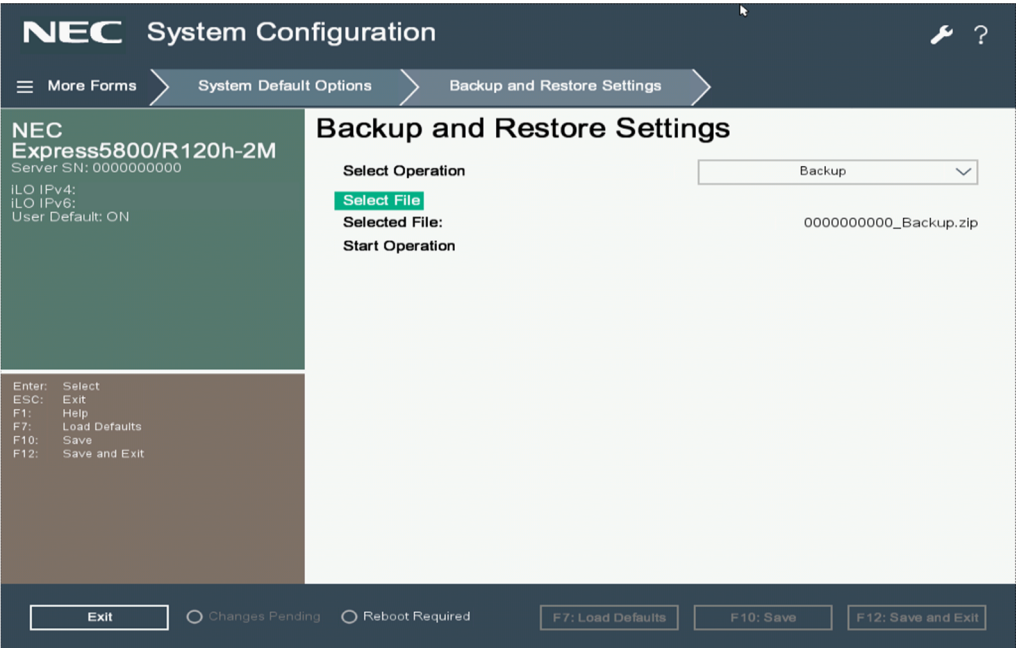 NEC System Configuration
?
More Forms System Default Options Backup and Restore Settings
NEC
Express5800/R120h-2M
Server SN: 0000000000
iLO IPv4:
iLO IPv6:
User Default: ON
Backup and Restore Settings
Select Operation Backup
Select File
Selected File: 0000000000_Backup.zip
Start Operation
Enter: Select
ESC: Exit
F1: Help
F7: Load Defaults
F10: Save
F12: Save and Exit
Exit Changes Pending Reboot Required F7: Load Defaults F10: Save F12: Save and Exit